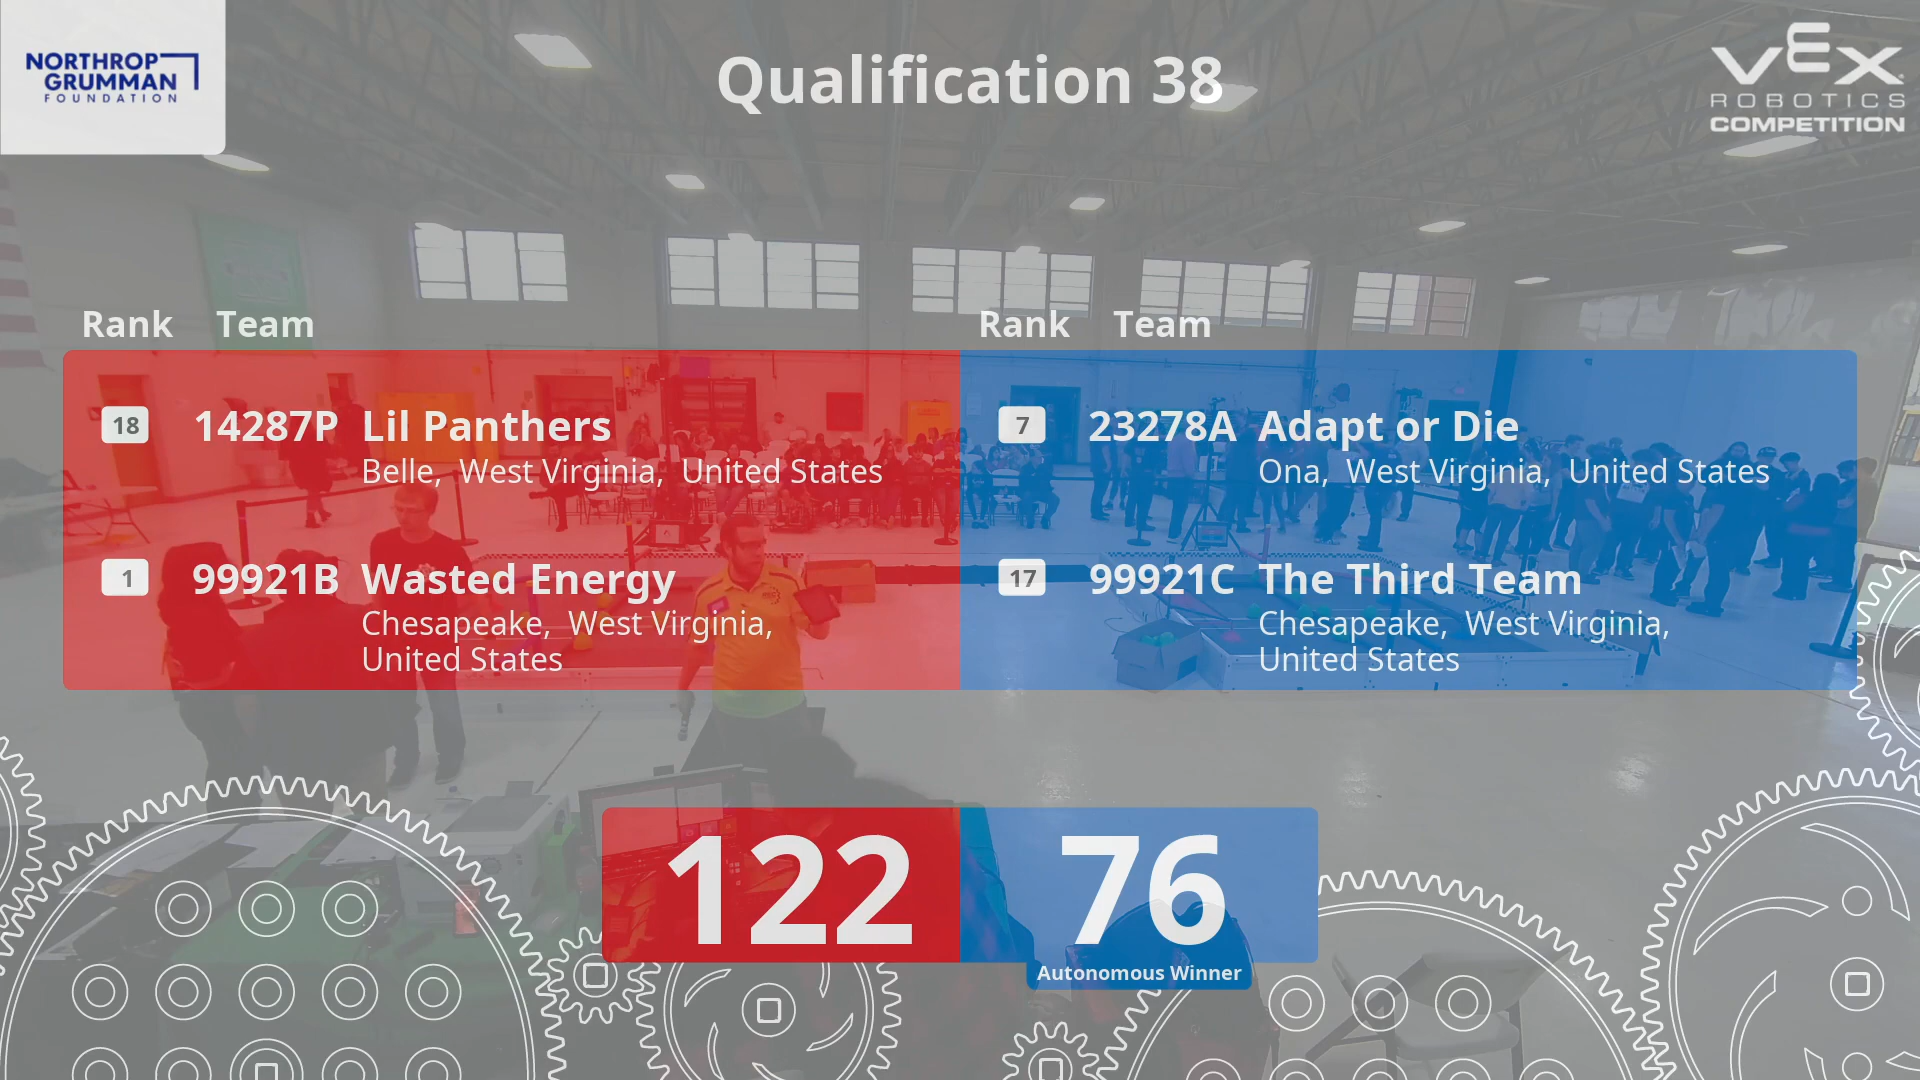 NORTHROP
GRUMMAN
FOUNDATION
Qualification 38
VEX
ROBOTICS
COMPETITION
Rank Team
18 14287P Lil Panthers
Belle, West Virginia, United States
1 99921B Wasted Energy
Chesapeake, West Virginia,
United States
Rank Team
7 23278A Adapt or Die
Ona, West Virginia, United States
17 99921C The Third Team
Chesapeake, West Virginia,
United States
122
76
Autonomous Winner